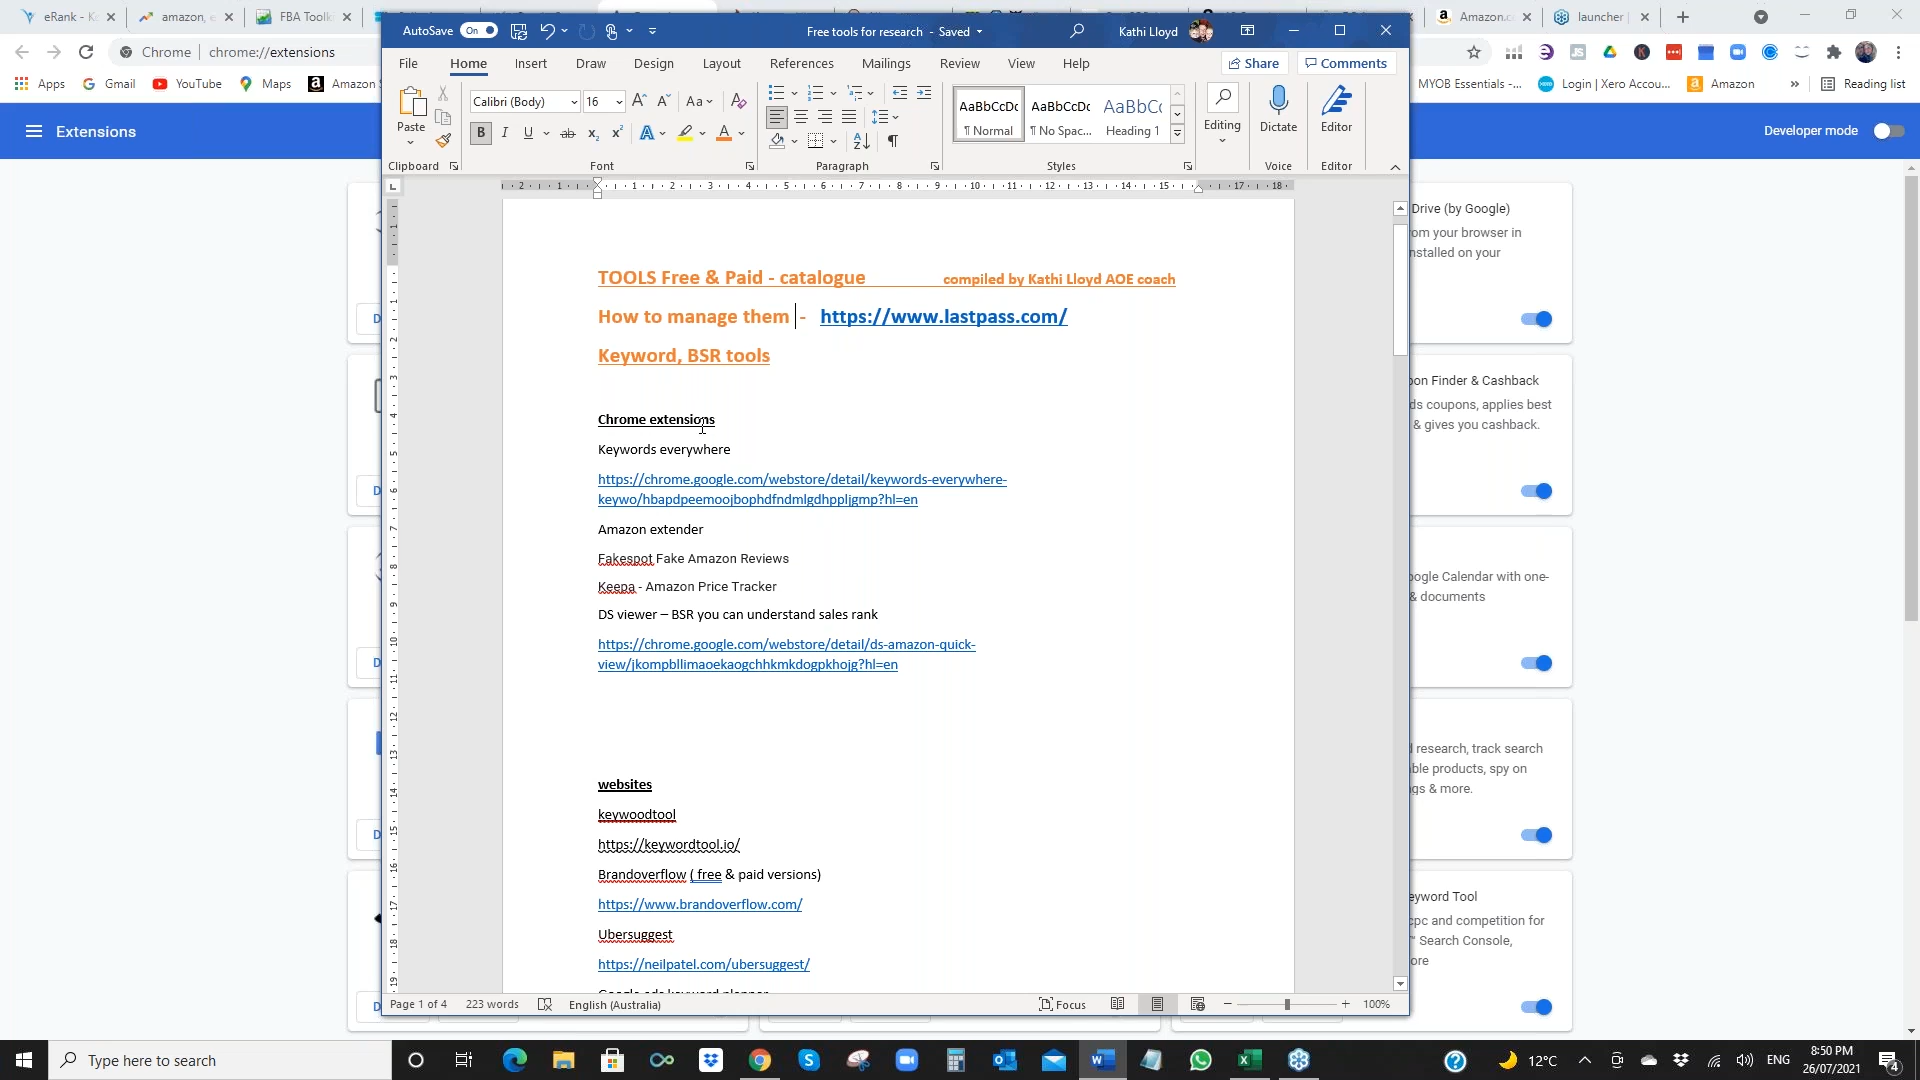 eRank - K
amazon, e
FBA Toolk
Amazon.c
launcher
AutoSave On
Free tools for research - Saved
Kathi Lloyd
Chrome chrome://extensions
File Home Insert Draw Design Layout References Mailings Review View Help Share Comments
Apps Gmail YouTube Maps Amazon S
MYOB Essentials -... Login | Xero Accou... Amazon » Reading list
Paste
Calibri (Body) 16
AaBbCcDc AaBbCcDc AaBbCc
¶ Normal ¶ No Spac... Heading 1
Editing Dictate Editor
Clipboard Font Paragraph Styles Voice Editor
Extensions
Developer mode
TOOLS Free & Paid - catalogue compiled by Kathi Lloyd AOE coach
How to manage them - https://www.lastpass.com/
Keyword, BSR tools
Chrome extensions
Keywords everywhere
https://chrome.google.com/webstore/detail/keywords-everywhere-
keywo/hbapdpeemoojbophdfndmlgdhppljgmp?hl=en
Amazon extender
Fakespot Fake Amazon Reviews
Keepa - Amazon Price Tracker
DS viewer – BSR you can understand sales rank
https://chrome.google.com/webstore/detail/ds-amazon-quick-
view/jkompbllimaoekaogchhkmkdogpkhojg?hl=en
websites
keywoodtool
https://keywordtool.io/
Brandoverflow ( free & paid versions)
https://www.brandoverflow.com/
Ubersuggest
https://neilpatel.com/ubersuggest/
Drive (by Google)
om your browser in
nstalled on your
pon Finder & Cashback
ds coupons, applies best
& gives you cashback.
ogle Calendar with one-
& documents
d research, track search
ble products, spy on
gs & more.
eyword Tool
cpc and competition for
™ Search Console,
ore
Page 1 of 4 223 words English (Australia) Focus 100%
Type here to search
12°C ENG
8:50 PM
26/07/2021
4